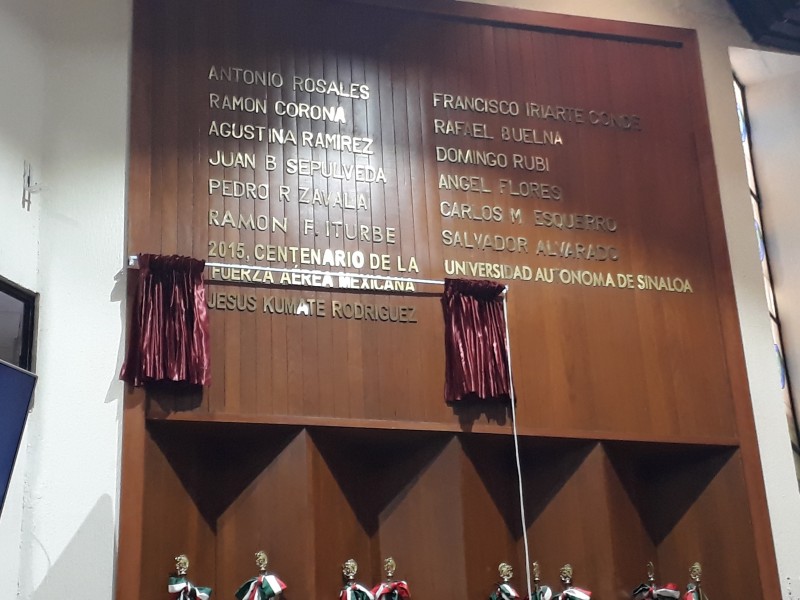 ANTONIO ROSALES
RAMON CORONA
AGUSTINA RAMIREZ
JUAN B SEPULVEDA
PEDRO R ZAVALA
RAMON F. ITURBE
2015, CENTENARIO DE LA
FUERZA AÉREA MEXICANA
JESUS KUMATE RODRIGUEZ
FRANCISCO IRIARTE CONDE
RAFAEL BUELNA
DOMINGO RUBI
ANGEL FLORES
CARLOS M ESQUERRO
SALVADOR ALVARADO
UNIVERSIDAD AUTONOMA DE SINALOA